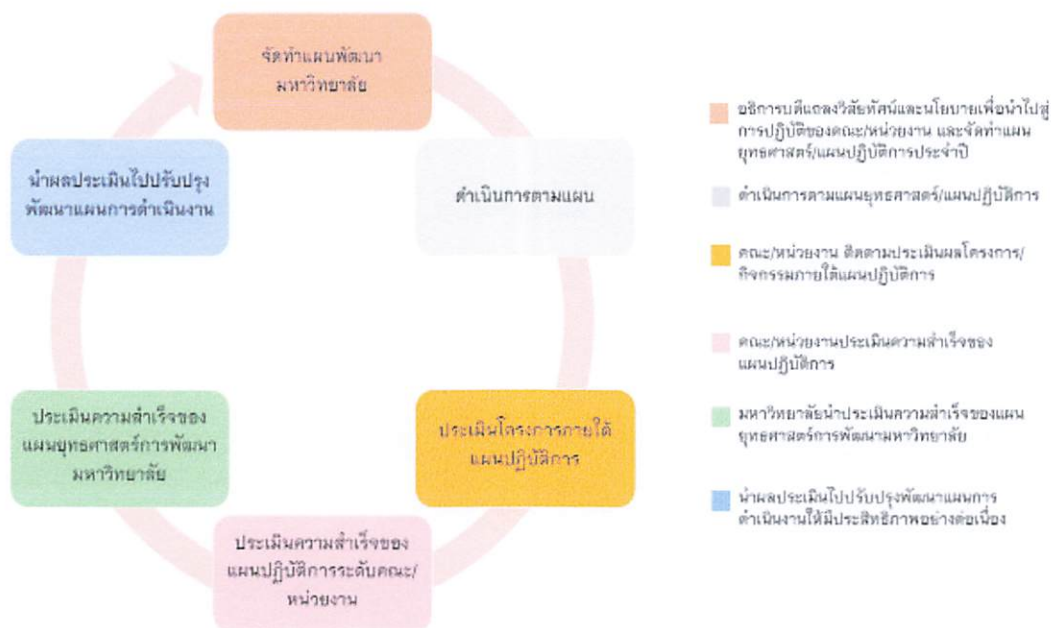 จัดทำแผนพัฒนา
มหาวิทยาลัย
ดำเนินการตามแผน
ประเมินโครงการภายใต้
แผนปฏิบัติการ
ประเมินความสำเร็จของ
แผนปฏิบัติการระดับคณะ/
หน่วยงาน
ประเมินความสำเร็จของ
แผนยุทธศาสตร์การพัฒนา
มหาวิทยาลัย
นำผลประเมินไปปรับปรุง
พัฒนาแผนการดำเนินงาน
อธิการบดีแถลงวิสัยทัศน์และนโยบายเพื่อนำไปสู่
การปฏิบัติของคณะ/หน่วยงาน และจัดทำแผน
ยุทธศาสตร์/แผนปฏิบัติการประจำปี
ดำเนินการตามแผนยุทธศาสตร์/แผนปฏิบัติการ
คณะ/หน่วยงาน ติดตามประเมินผลโครงการ/
กิจกรรมภายใต้แผนปฏิบัติการ
คณะ/หน่วยงานประเมินความสำเร็จของ
แผนปฏิบัติการ
มหาวิทยาลัยนำประเมินความสำเร็จของแผน
ยุทธศาสตร์การพัฒนามหาวิทยาลัย
นำผลประเมินไปปรับปรุงพัฒนาแผนการ
ดำเนินงานให้มีประสิทธิภาพอย่างต่อเนื่อง